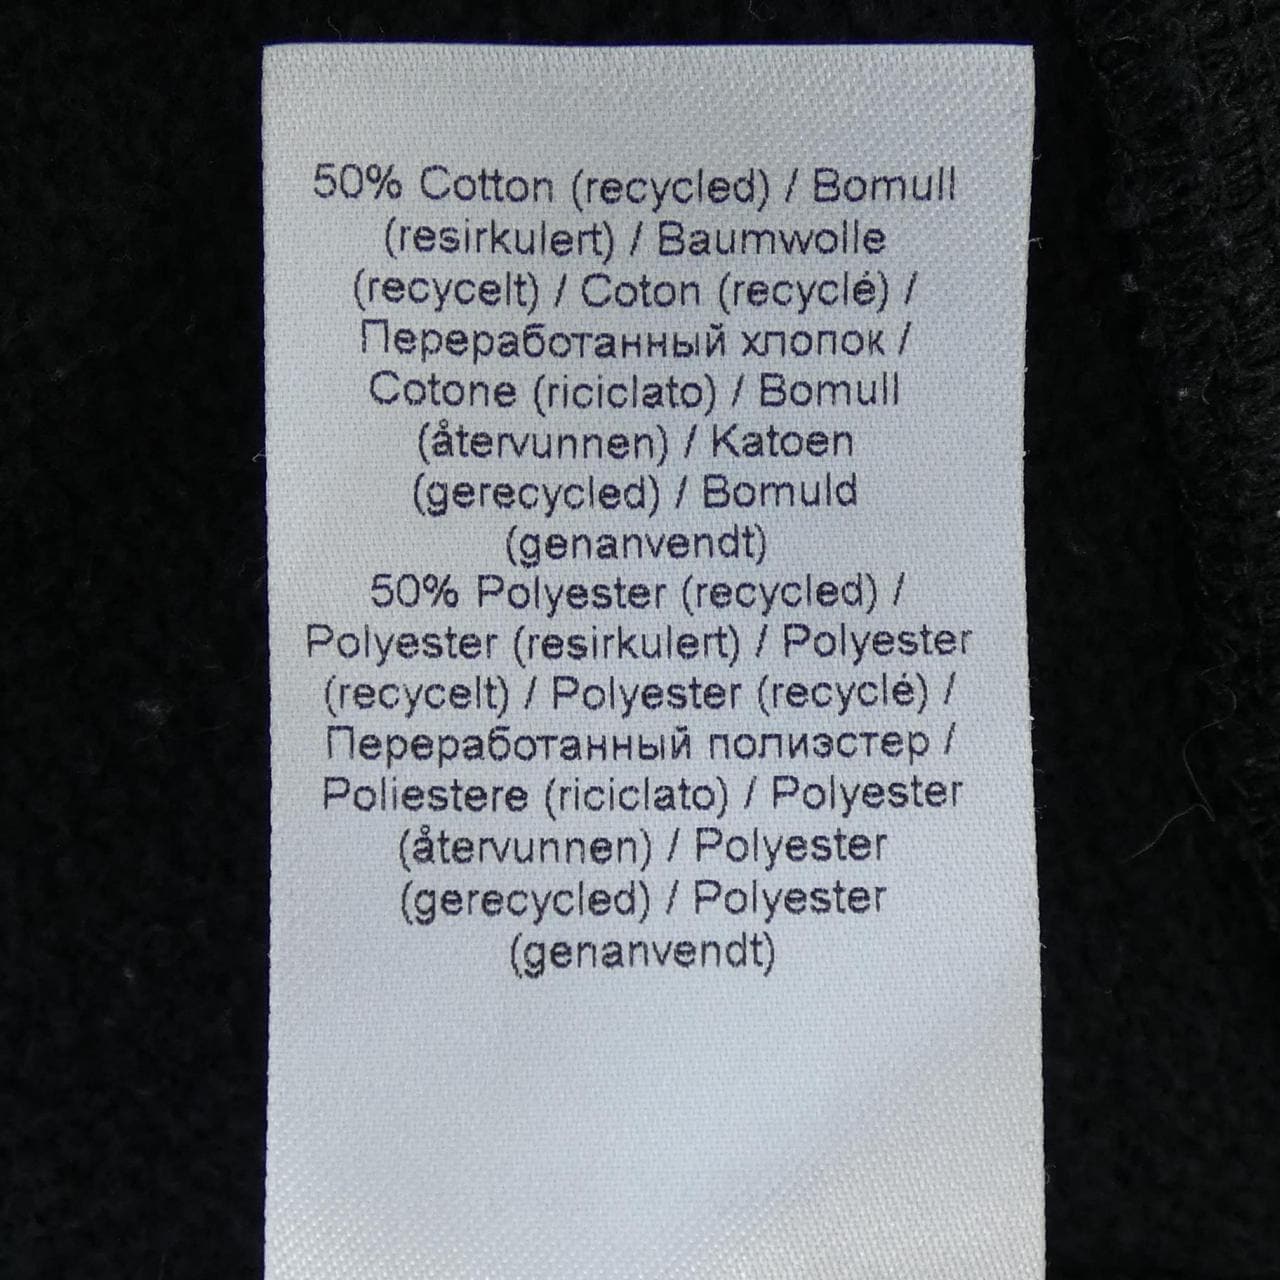 50% Cotton (recycled) / Bomull
(resirkulert) / Baumwolle
(recycelt) / Coton (recyclé) /
Переработанный хлопок /
Cotone (riciclato) / Bomull
(återvunnen) / Katoen
(gerecycled) / Bomuld
(genanvendt)
50% Polyester (recycled) /
Polyester (resirkulert) / Polyester
(recycelt) / Polyester (recyclé) /
Переработанный полиэстер /
Poliestere (riciclato) / Polyester
(återvunnen) / Polyester
(gerecycled) / Polyester
(genanvendt)